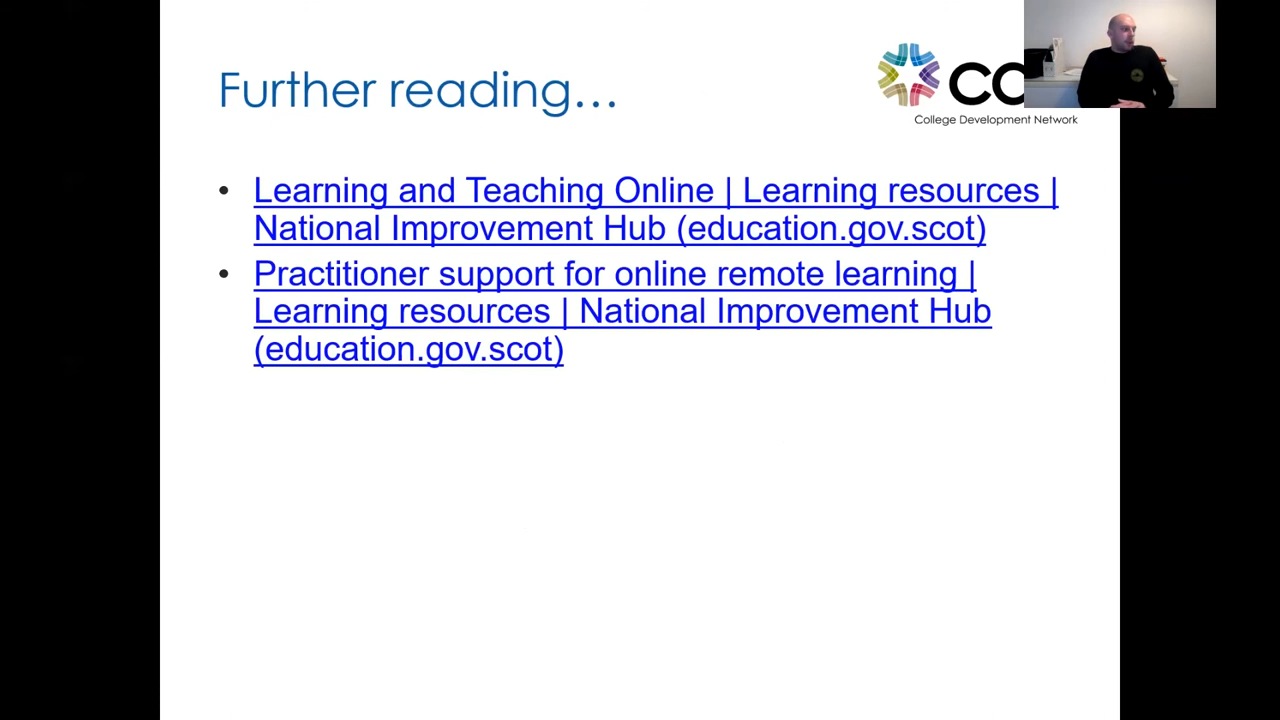 Further reading...
College Development Network
• Learning and Teaching Online | Learning resources |
National Improvement Hub (education.gov.scot)
• Practitioner support for online remote learning |
Learning resources | National Improvement Hub
(education.gov.scot)